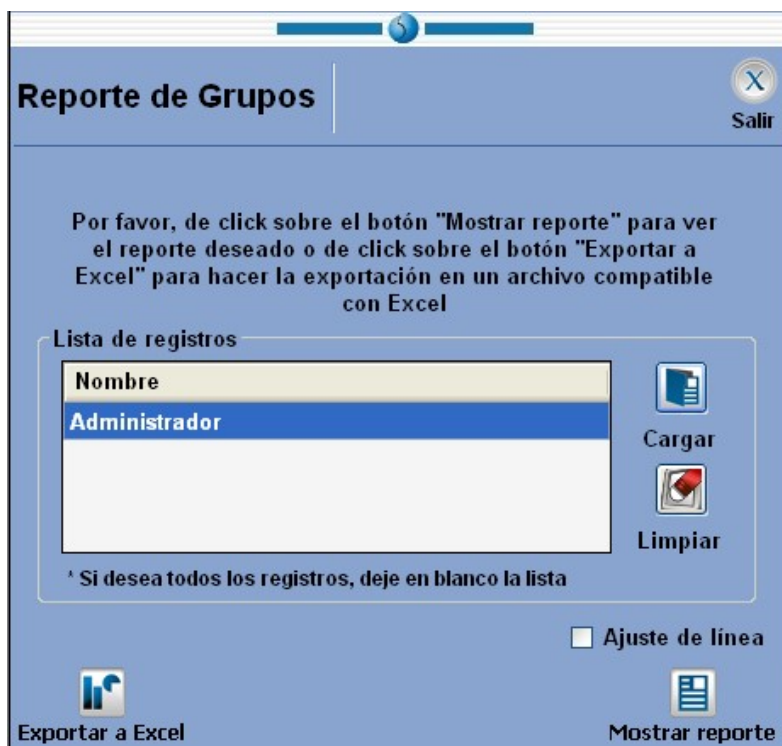 Reporte de Grupos
X
Salir
Por favor, de click sobre el botón "Mostrar reporte" para ver
el reporte deseado o de click sobre el botón "Exportar a
Excel" para hacer la exportación en un archivo compatible
con Excel
Lista de registros
Nombre
Administrador
Cargar
Limpiar
* Si desea todos los registros, deje en blanco la lista
Ajuste de línea
Exportar a Excel
Mostrar reporte